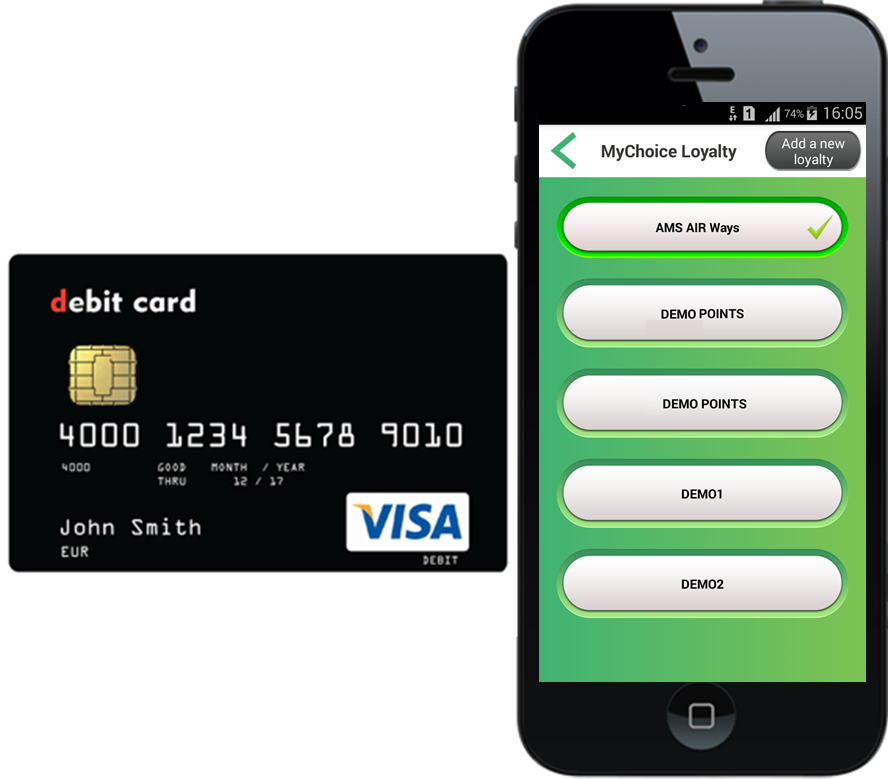 debit card
4000 1234 5678 9010
4000 GOOD MONTH / YEAR
THRU 12 / 17
John Smith
EUR
VISA
DEBIT
E 1 74% 16:05
MyChoice Loyalty
Add a new
loyalty
AMS AIR Ways
DEMO POINTS
DEMO POINTS
DEMO1
DEMO2